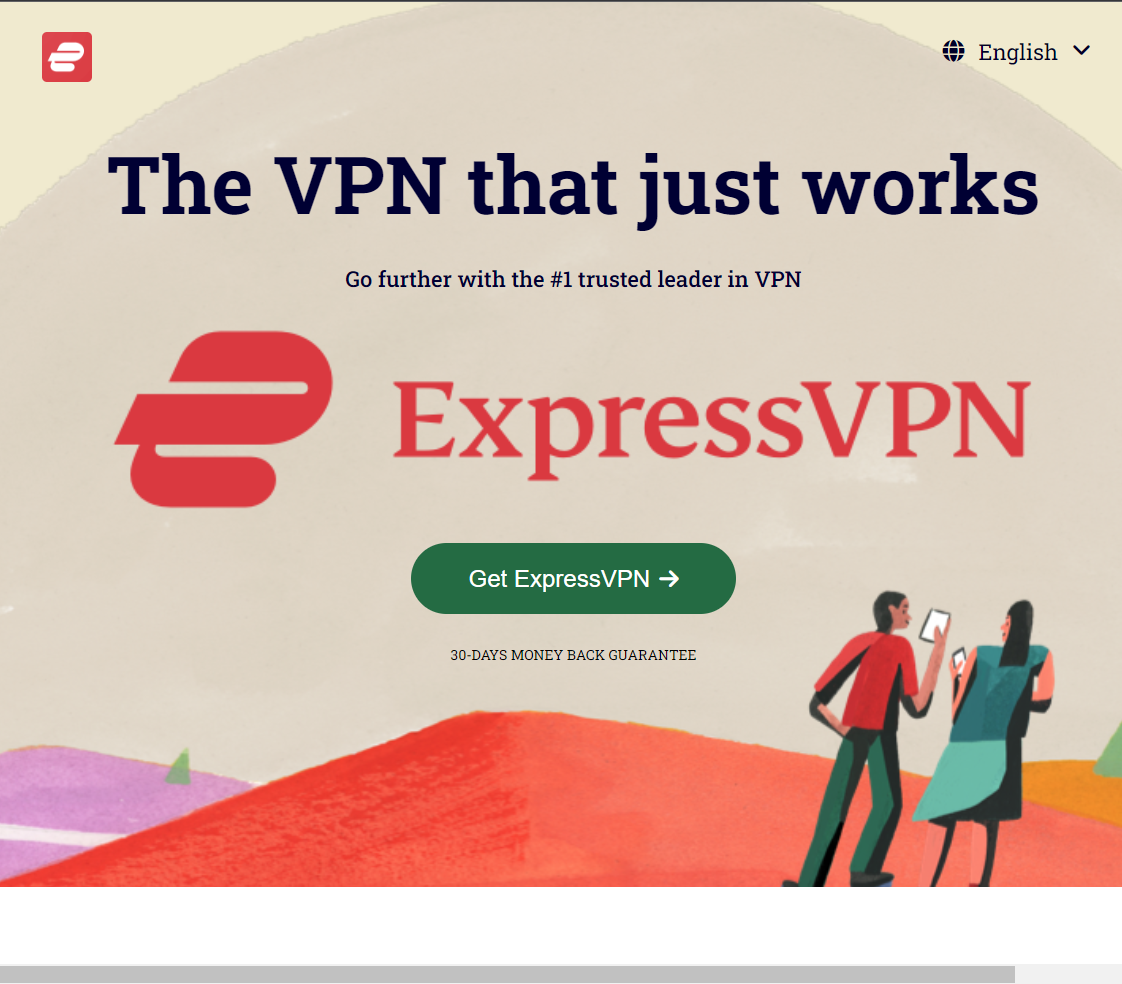 English
The VPN that just works
Go further with the #1 trusted leader in VPN
ExpressVPN
Get ExpressVPN →
30-DAYS MONEY BACK GUARANTEE